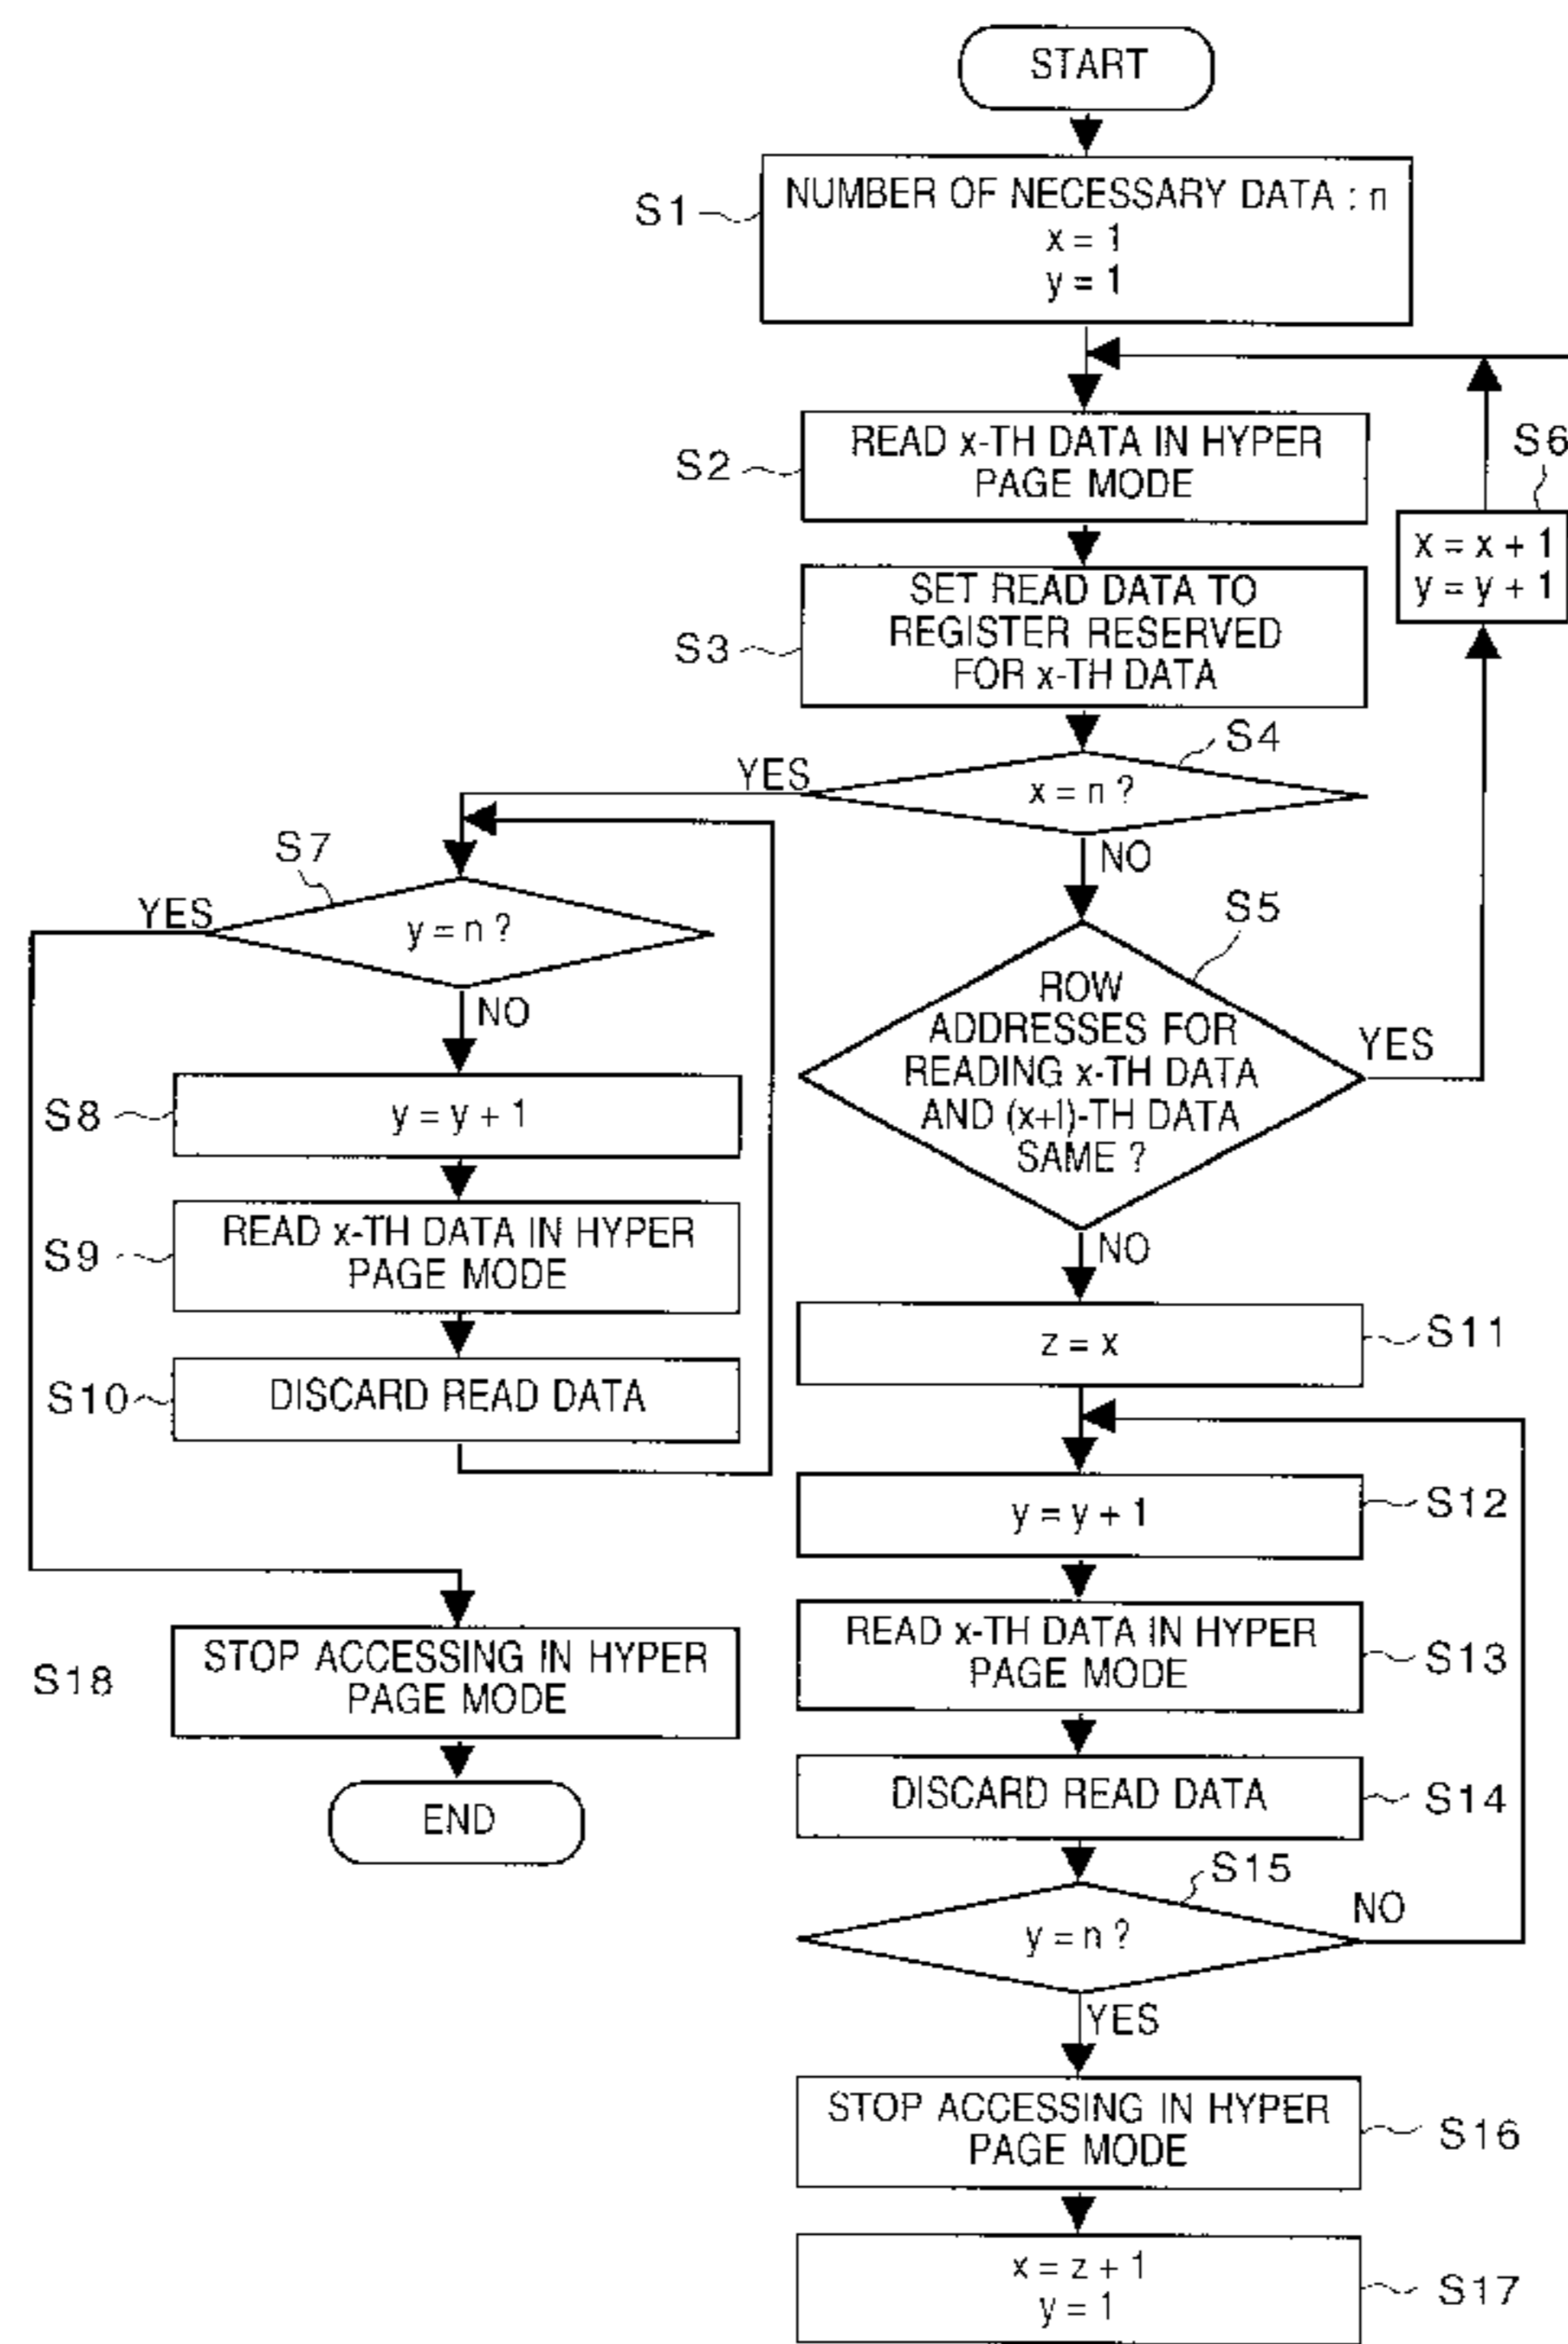 START
S1
NUMBER OF NECESSARY DATA : n
x = 1
y = 1
S2
READ x-TH DATA IN HYPER
PAGE MODE
S6
x = x + 1
y = y + 1
S3
SET READ DATA TO
REGISTER RESERVED
FOR x-TH DATA
S4
YES
x = n ?
NO
S7
YES
y = n ?
NO
S5
ROW
ADDRESSES FOR
READING x-TH DATA
AND (x+1)-TH DATA
SAME ?
YES
NO
S8
y = y + 1
S9
READ x-TH DATA IN HYPER
PAGE MODE
S10
DISCARD READ DATA
z = x
S11
y = y + 1
S12
READ x-TH DATA IN HYPER
PAGE MODE
S13
DISCARD READ DATA
S14
S15
y = n ?
NO
YES
S18
STOP ACCESSING IN HYPER
PAGE MODE
END
STOP ACCESSING IN HYPER
PAGE MODE
S16
x = z + 1
y = 1
S17